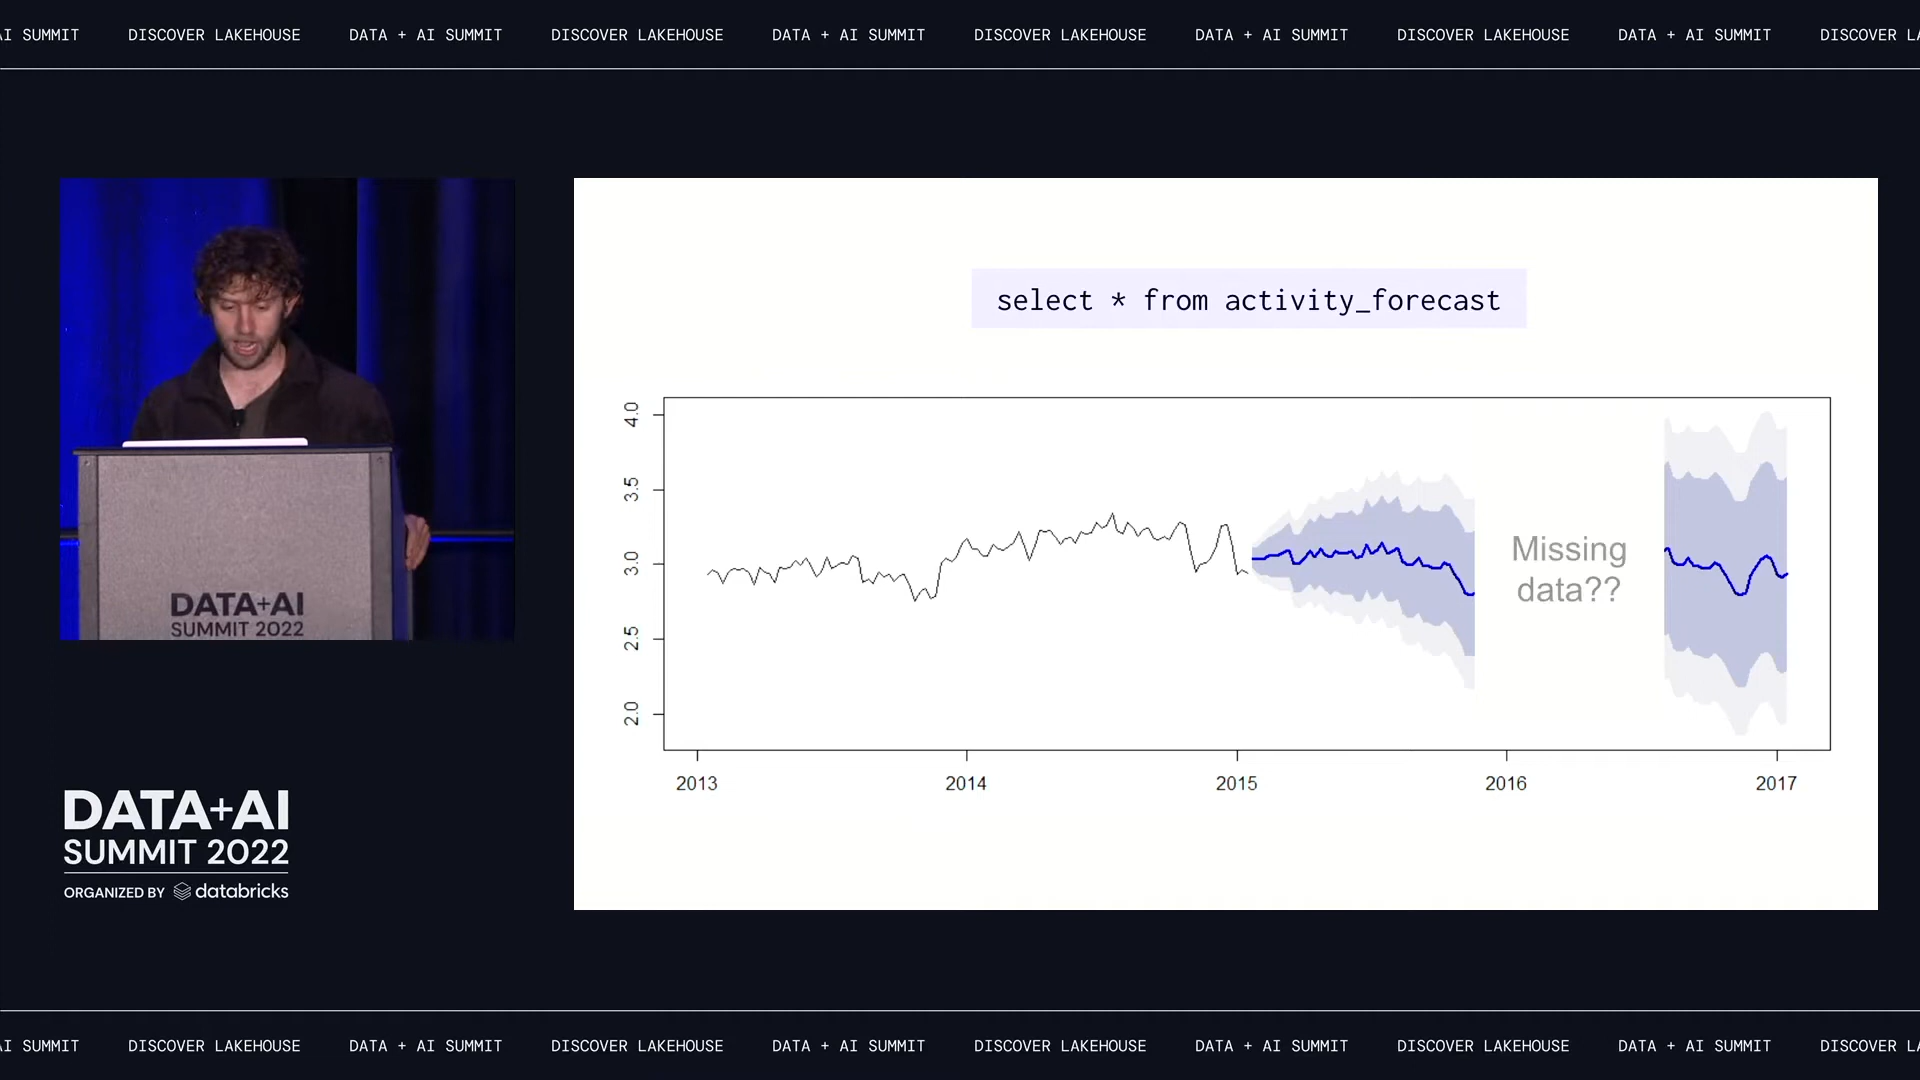 AI SUMMIT DISCOVER LAKEHOUSE DATA + AI SUMMIT DISCOVER LAKEHOUSE DATA + AI SUMMIT DISCOVER LAKEHOUSE DATA + AI SUMMIT DISCOVER LAKEHOUSE DATA + AI SUMMIT DISCOVER LA
DATA+AI
SUMMIT 2022
select * from activity_forecast
4.0
3.5
3.0
2.5
2.0
Missing
data??
2013 2014 2015 2016 2017
DATA+AI
SUMMIT 2022
ORGANIZED BY databricks
AI SUMMIT DISCOVER LAKEHOUSE DATA + AI SUMMIT DISCOVER LAKEHOUSE DATA + AI SUMMIT DISCOVER LAKEHOUSE DATA + AI SUMMIT DISCOVER LAKEHOUSE DATA + AI SUMMIT DISCOVER LA